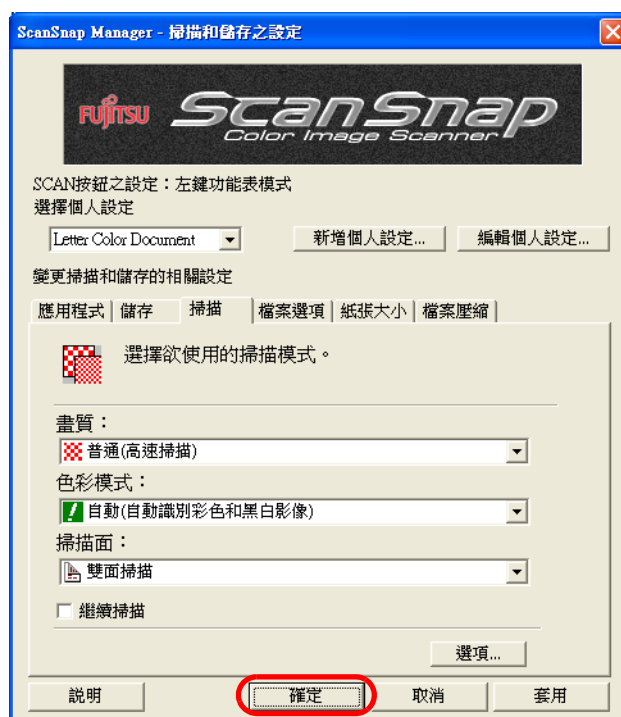 ScanSnap Manager - 掃描和儲存之設定
FUJITSU ScanSnap
Color Image Scanner
SCAN按鈕之設定：左鍵功能表模式
選擇個人設定
Letter Color Document 新增個人設定... 編輯個人設定...
變更掃描和儲存的相關設定
應用程式 儲存 掃描 檔案選項 紙張大小 檔案壓縮
選擇欲使用的掃描模式。
畫質：
普通(高速掃描)
色彩模式：
自動(自動識別彩色和黑白影像)
掃描面：
雙面掃描
繼續掃描
選項...
説明 確定 取消 套用